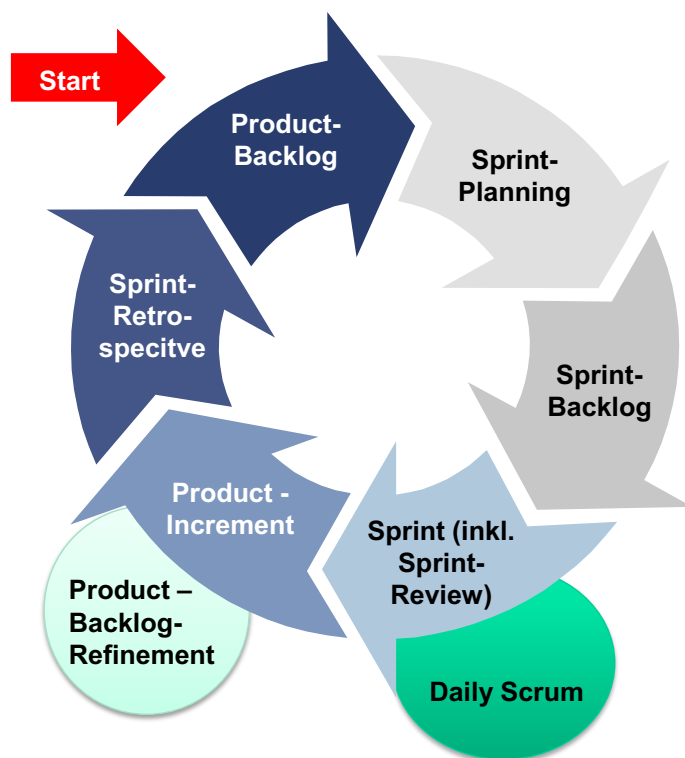 Start
Product-
Backlog
Sprint-
Planning
Sprint-
Backlog
Sprint (inkl.
Sprint-
Review)
Daily Scrum
Product -
Increment
Product –
Backlog-
Refinement
Sprint-
Retro-
specitve